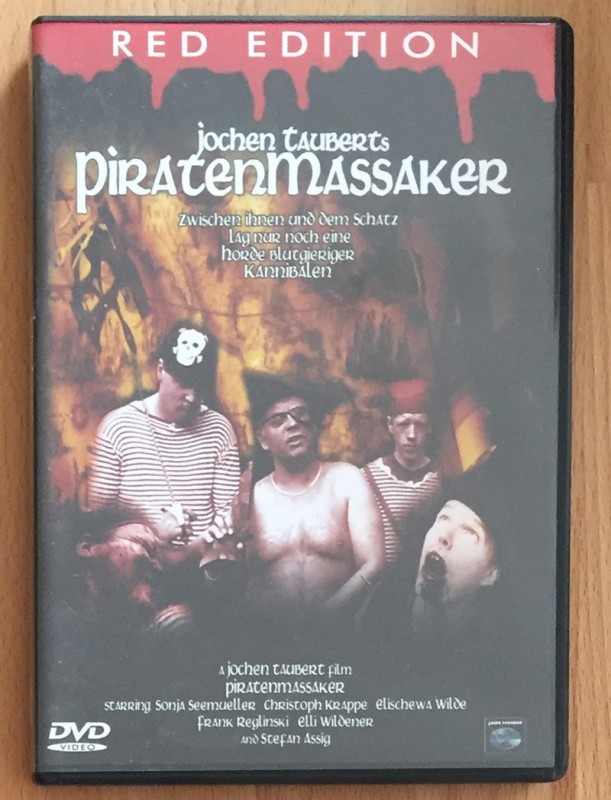 RED EDITION
Jochen Tauberts
Piratenmassaker
Zwischen ihnen und dem Schatz
lag nur noch eine
Horde blutgieriger
Kannibalen
A Jochen Taubert film
Piratenmassaker
starring Sonja Seemueller Christoph Krappe Elischewa Wilde
Frank Reglinski Elli Wildener
and Stefan Assig
DVD
VIDEO